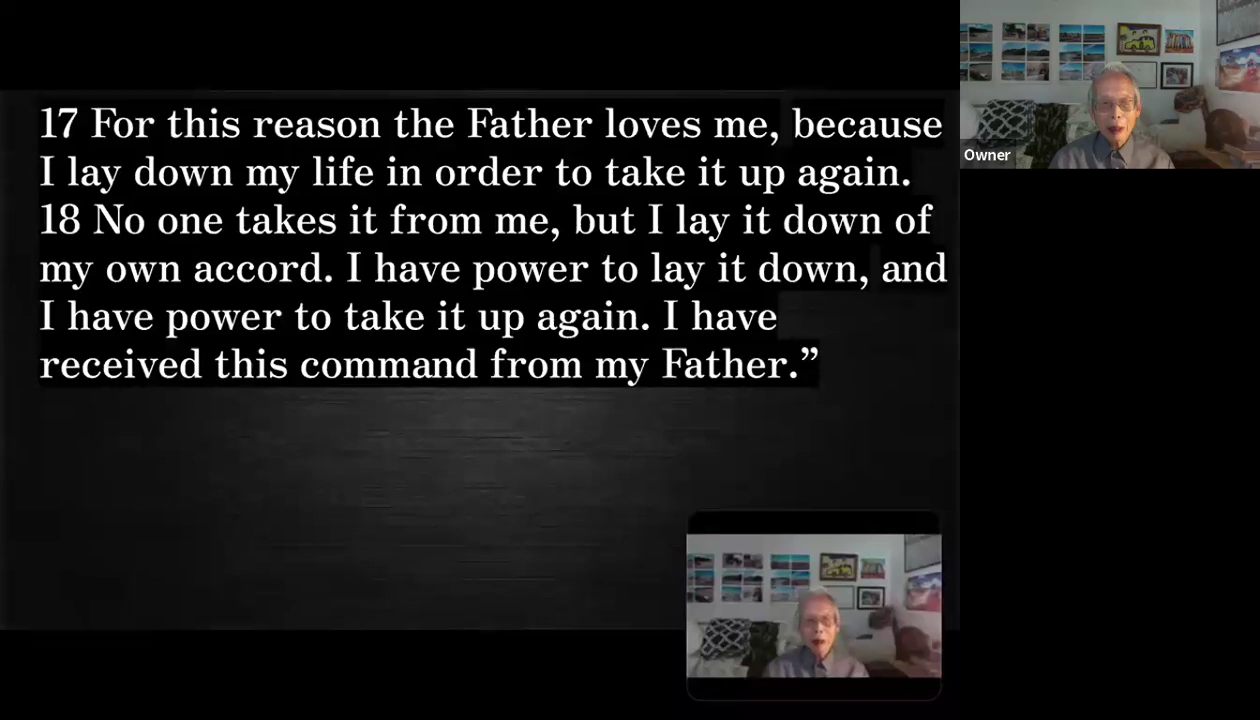 17 For this reason the Father loves me, because
I lay down my life in order to take it up again.
18 No one takes it from me, but I lay it down of
my own accord. I have power to lay it down, and
I have power to take it up again. I have
received this command from my Father.”
Owner